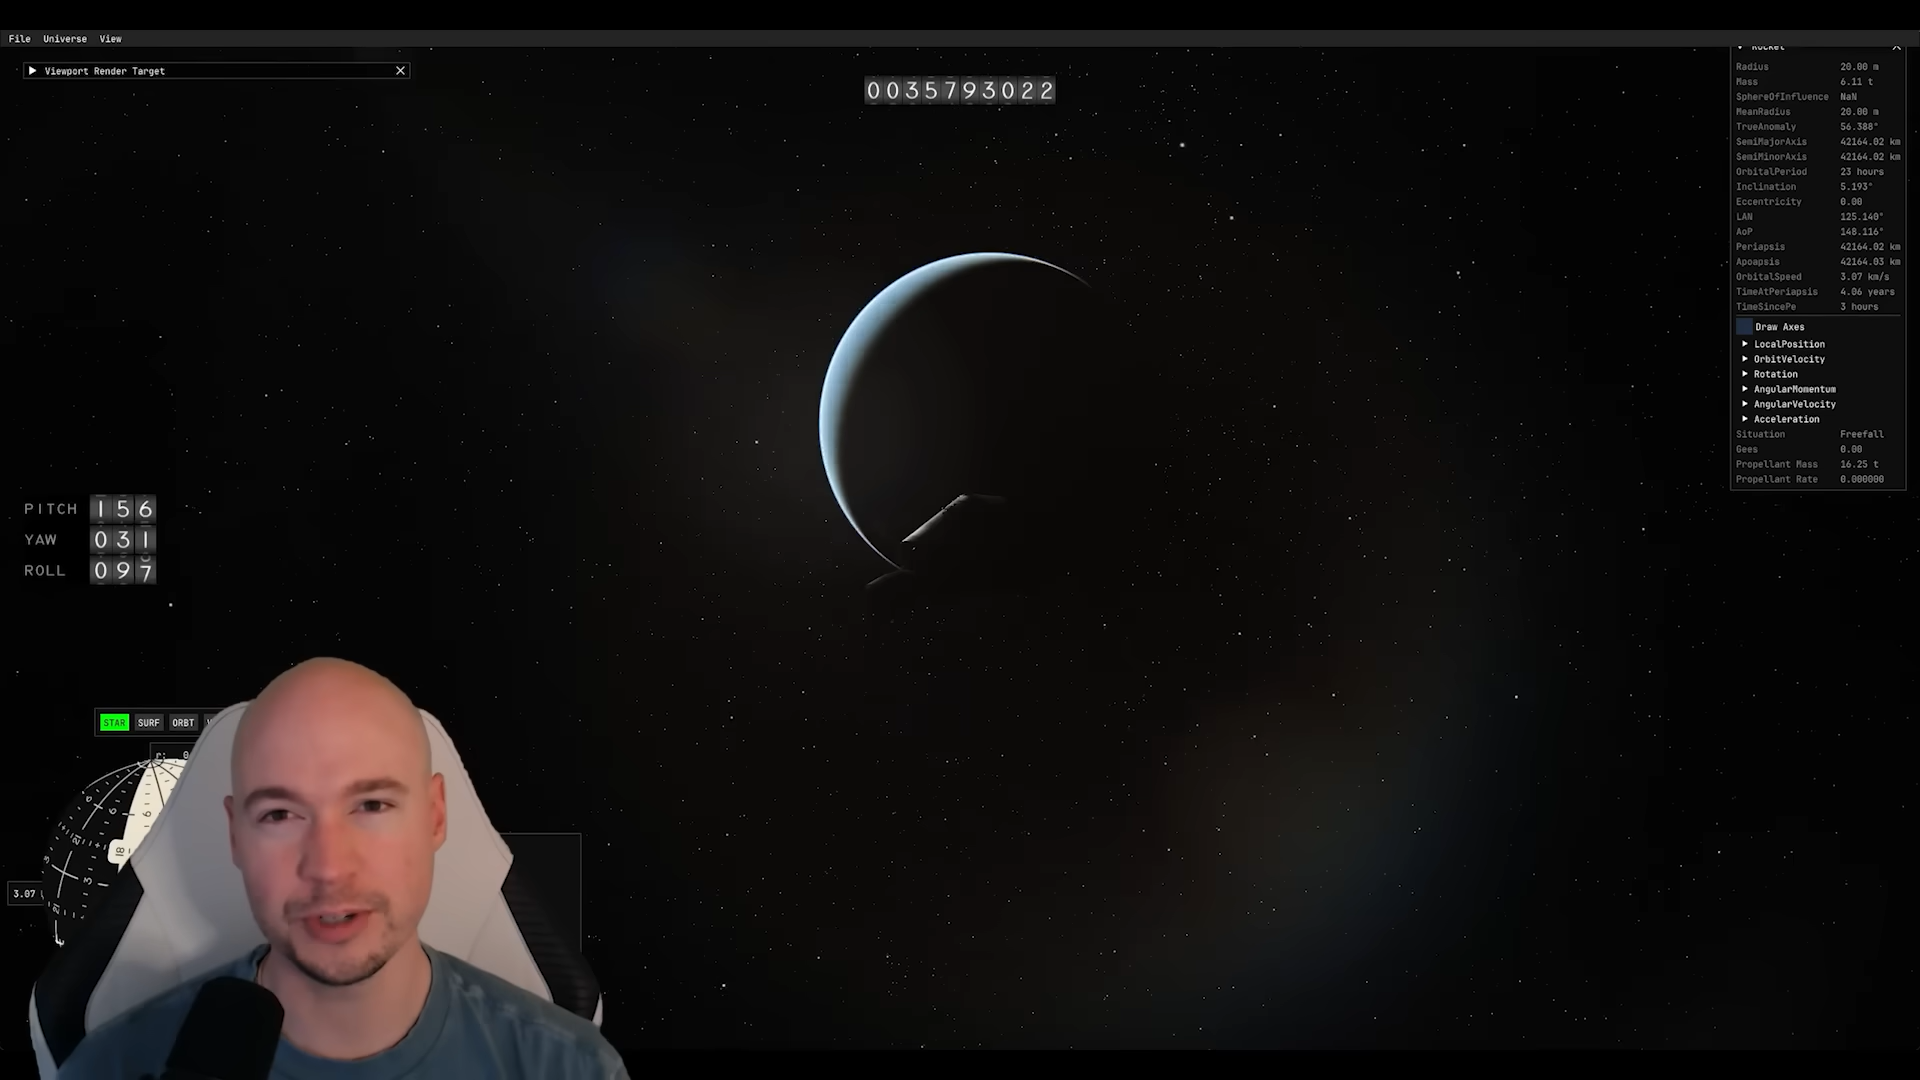 File Universe View
Viewport Render Target
0035793022
Rocket
Radius 20.00 m
Mass 6.11 t
SphereOfInfluence NaN
MeanRadius 20.00 m
TrueAnomaly 56.388°
SemiMajorAxis 42164.02 km
SemiMinorAxis 42164.02 km
OrbitalPeriod 23 hours
Inclination 5.193°
Eccentricity 0.00
LAN 125.140°
AoP 148.116°
Periapsis 42164.02 km
Apoapsis 42164.03 km
OrbitalSpeed 3.07 km/s
TimeAtPeriapsis 4.06 years
TimeSincePe 3 hours
Draw Axes
LocalPosition
OrbitVelocity
Rotation
AngularMomentum
AngularVelocity
Acceleration
Situation Freefall
Gees 0.00
Propellant Mass 16.25 t
Propellant Rate 0.000000
PITCH 156
YAW 031
ROLL 097
STAR SURF ORBT
3.07